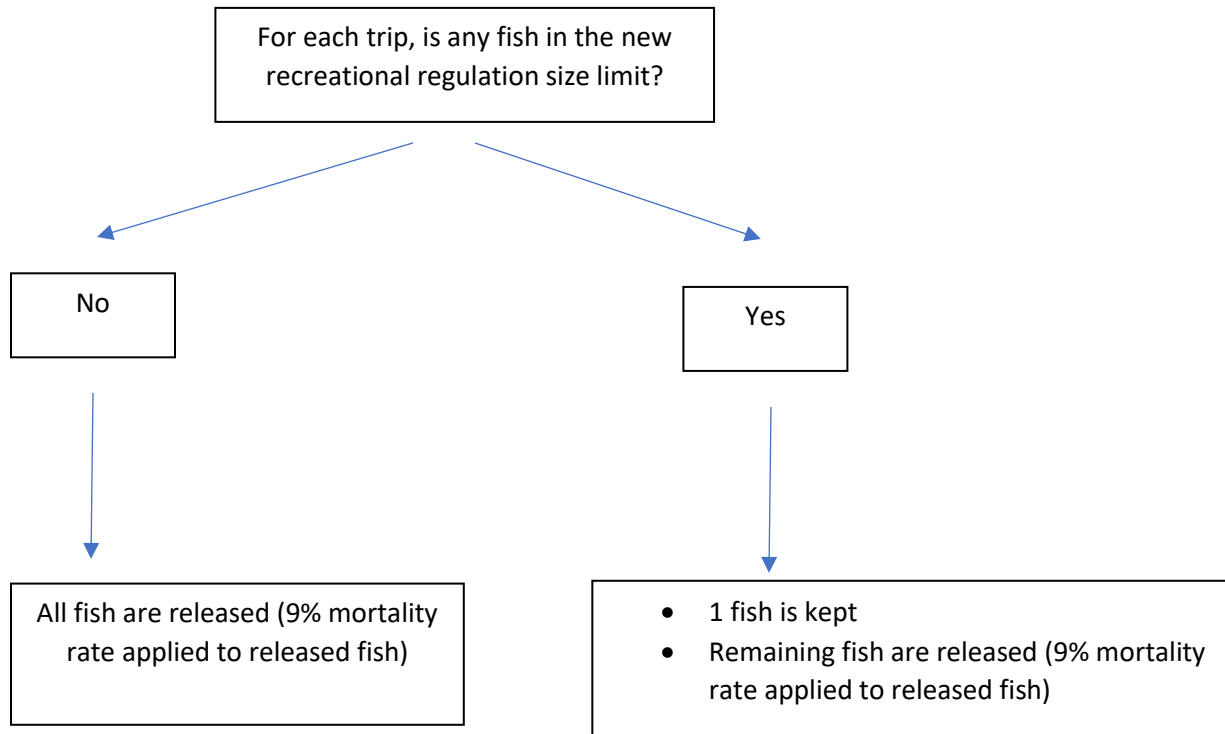 For each trip, is any fish in the new
recreational regulation size limit?
No
Yes
All fish are released (9% mortality
rate applied to released fish)
• 1 fish is kept
• Remaining fish are released (9% mortality
rate applied to released fish)